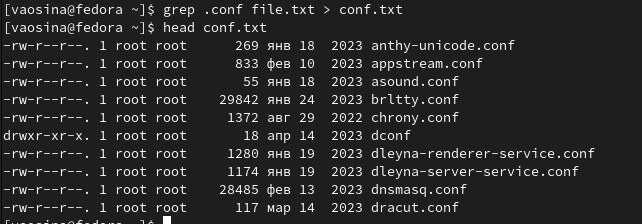 [vaosina@fedora ~]$ grep .conf file.txt > conf.txt
[vaosina@fedora ~]$ head conf.txt
-rw-r--r--. 1 root root     269 янв 18  2023 anthy-unicode.conf
-rw-r--r--. 1 root root     833 фев 10  2023 appstream.conf
-rw-r--r--. 1 root root      55 янв 18  2023 asound.conf
-rw-r--r--. 1 root root   29842 янв 24  2023 brltty.conf
-rw-r--r--. 1 root root    1372 авг 29  2022 chrony.conf
drwxr-xr-x. 1 root root      18 апр 14  2023 dconf
-rw-r--r--. 1 root root    1280 янв 19  2023 dleyna-renderer-service.conf
-rw-r--r--. 1 root root    1174 янв 19  2023 dleyna-server-service.conf
-rw-r--r--. 1 root root   28485 фев 13  2023 dnsmasq.conf
-rw-r--r--. 1 root root     117 мар 14  2023 dracut.conf
[vaosina@fedora ~]$